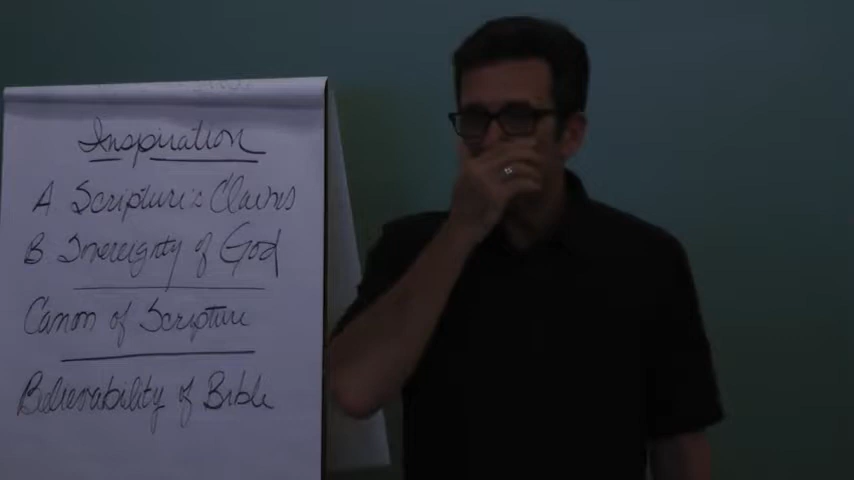 Inspiration
A Scripture's Claims
B Sovereignty of God
Canon of Scripture
Believability of Bible